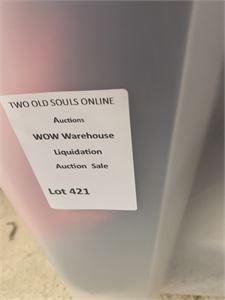 TWO OLD SOULS ONLINE
Auctions
WOW Warehouse
Liquidation
Auction Sale
Lot 421